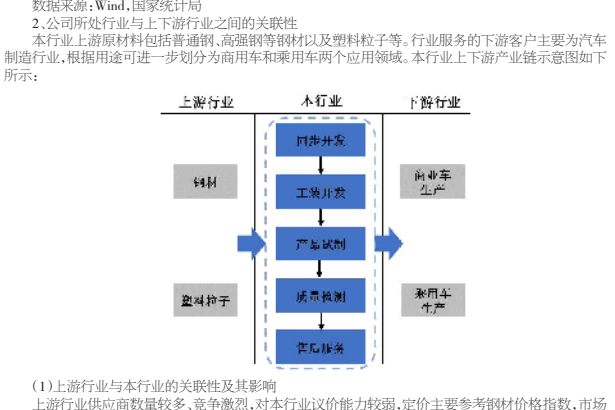 数据来源:Wind,国家统计局
2、公司所处行业与上下游行业之间的关联性
本行业上游原材料包括普通钢、高强钢等钢材以及塑料粒子等。行业服务的下游客户主要为汽车
制造行业,根据用途可进一步划分为商用车和乘用车两个应用领域。本行业上下游产业链示意图如下
所示:
上游行业
本行业
下游行业
同步开发
钢材
工装开发
商业车
生产
产品试制
塑料粒子
质量检测
乘用车
生产
售后服务
(1)上游行业与本行业的关联性及其影响
上游行业供应商数量较多、竞争激烈,对本行业议价能力较弱,定价主要参考钢材价格指数,市场